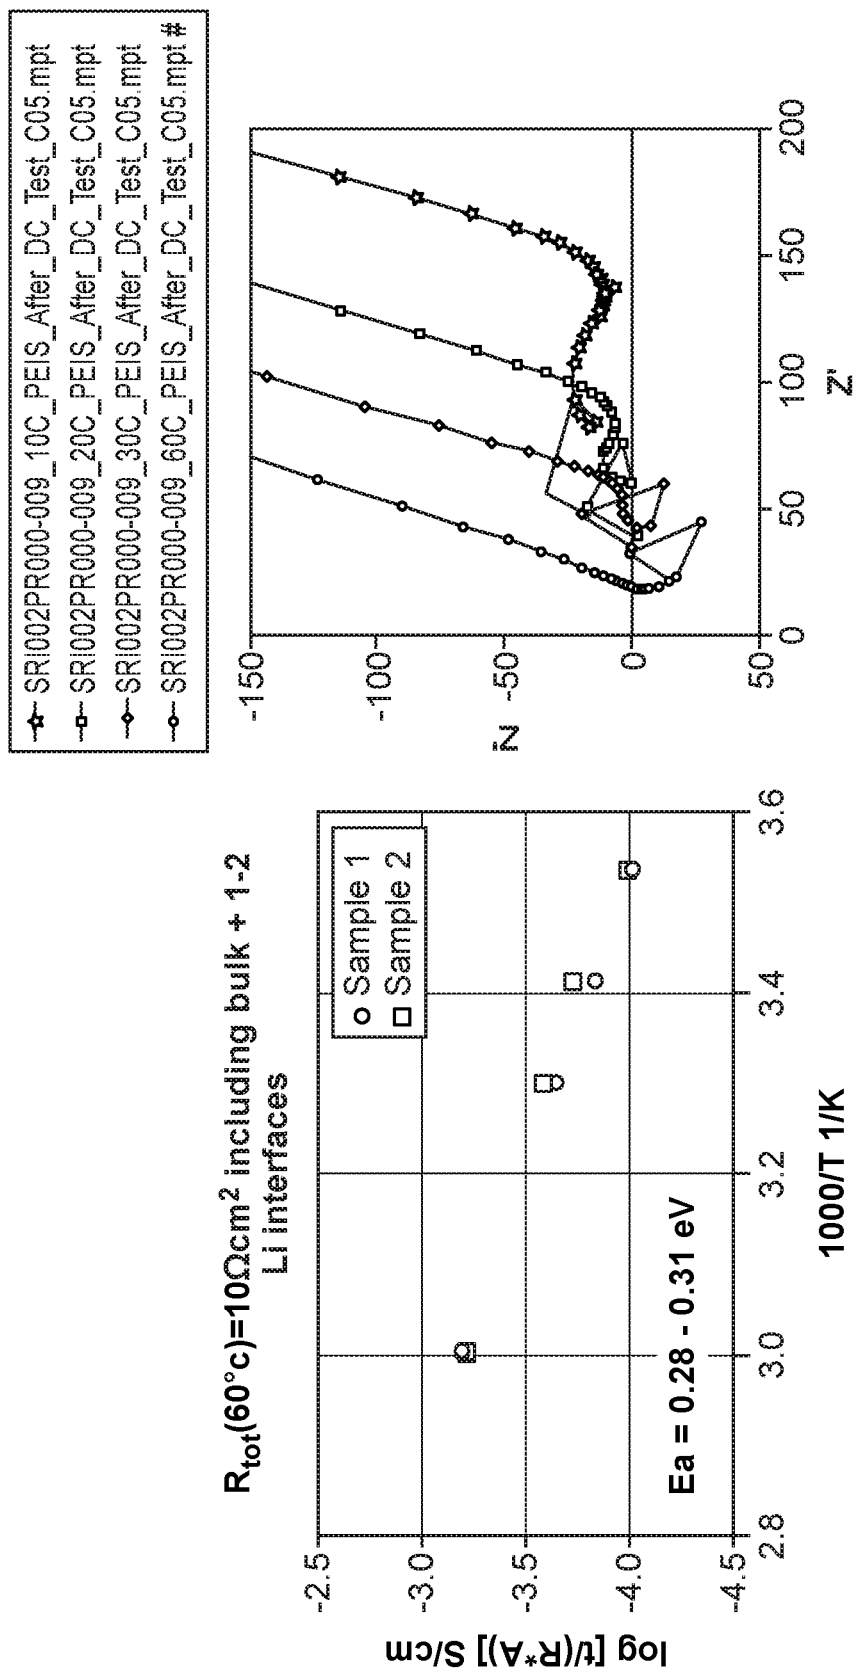 R_tot(60°c)=10Ωcm² including bulk + 1-2
Li interfaces
-2.5
-3.0
-3.5
-4.0
-4.5
2.8
3.0
3.2
3.4
3.6
log [t/(R*A)] S/cm
1000/T 1/K
Sample 1
Sample 2
Ea = 0.28 - 0.31 eV
SRI002PR000-009_10C_PEIS_After_DC_Test_C05.mpt
SRI002PR000-009_20C_PEIS_After_DC_Test_C05.mpt
SRI002PR000-009_30C_PEIS_After_DC_Test_C05.mpt
SRI002PR000-009_60C_PEIS_After_DC_Test_C05.mpt #
-150
-100
-50
0
50
0
50
100
150
200
Z'